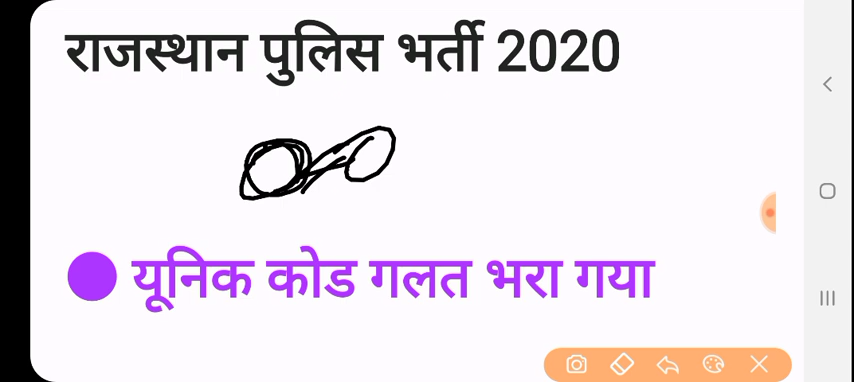 राजस्थान पुलिस भर्ती 2020
यूनिक कोड गलत भरा गया